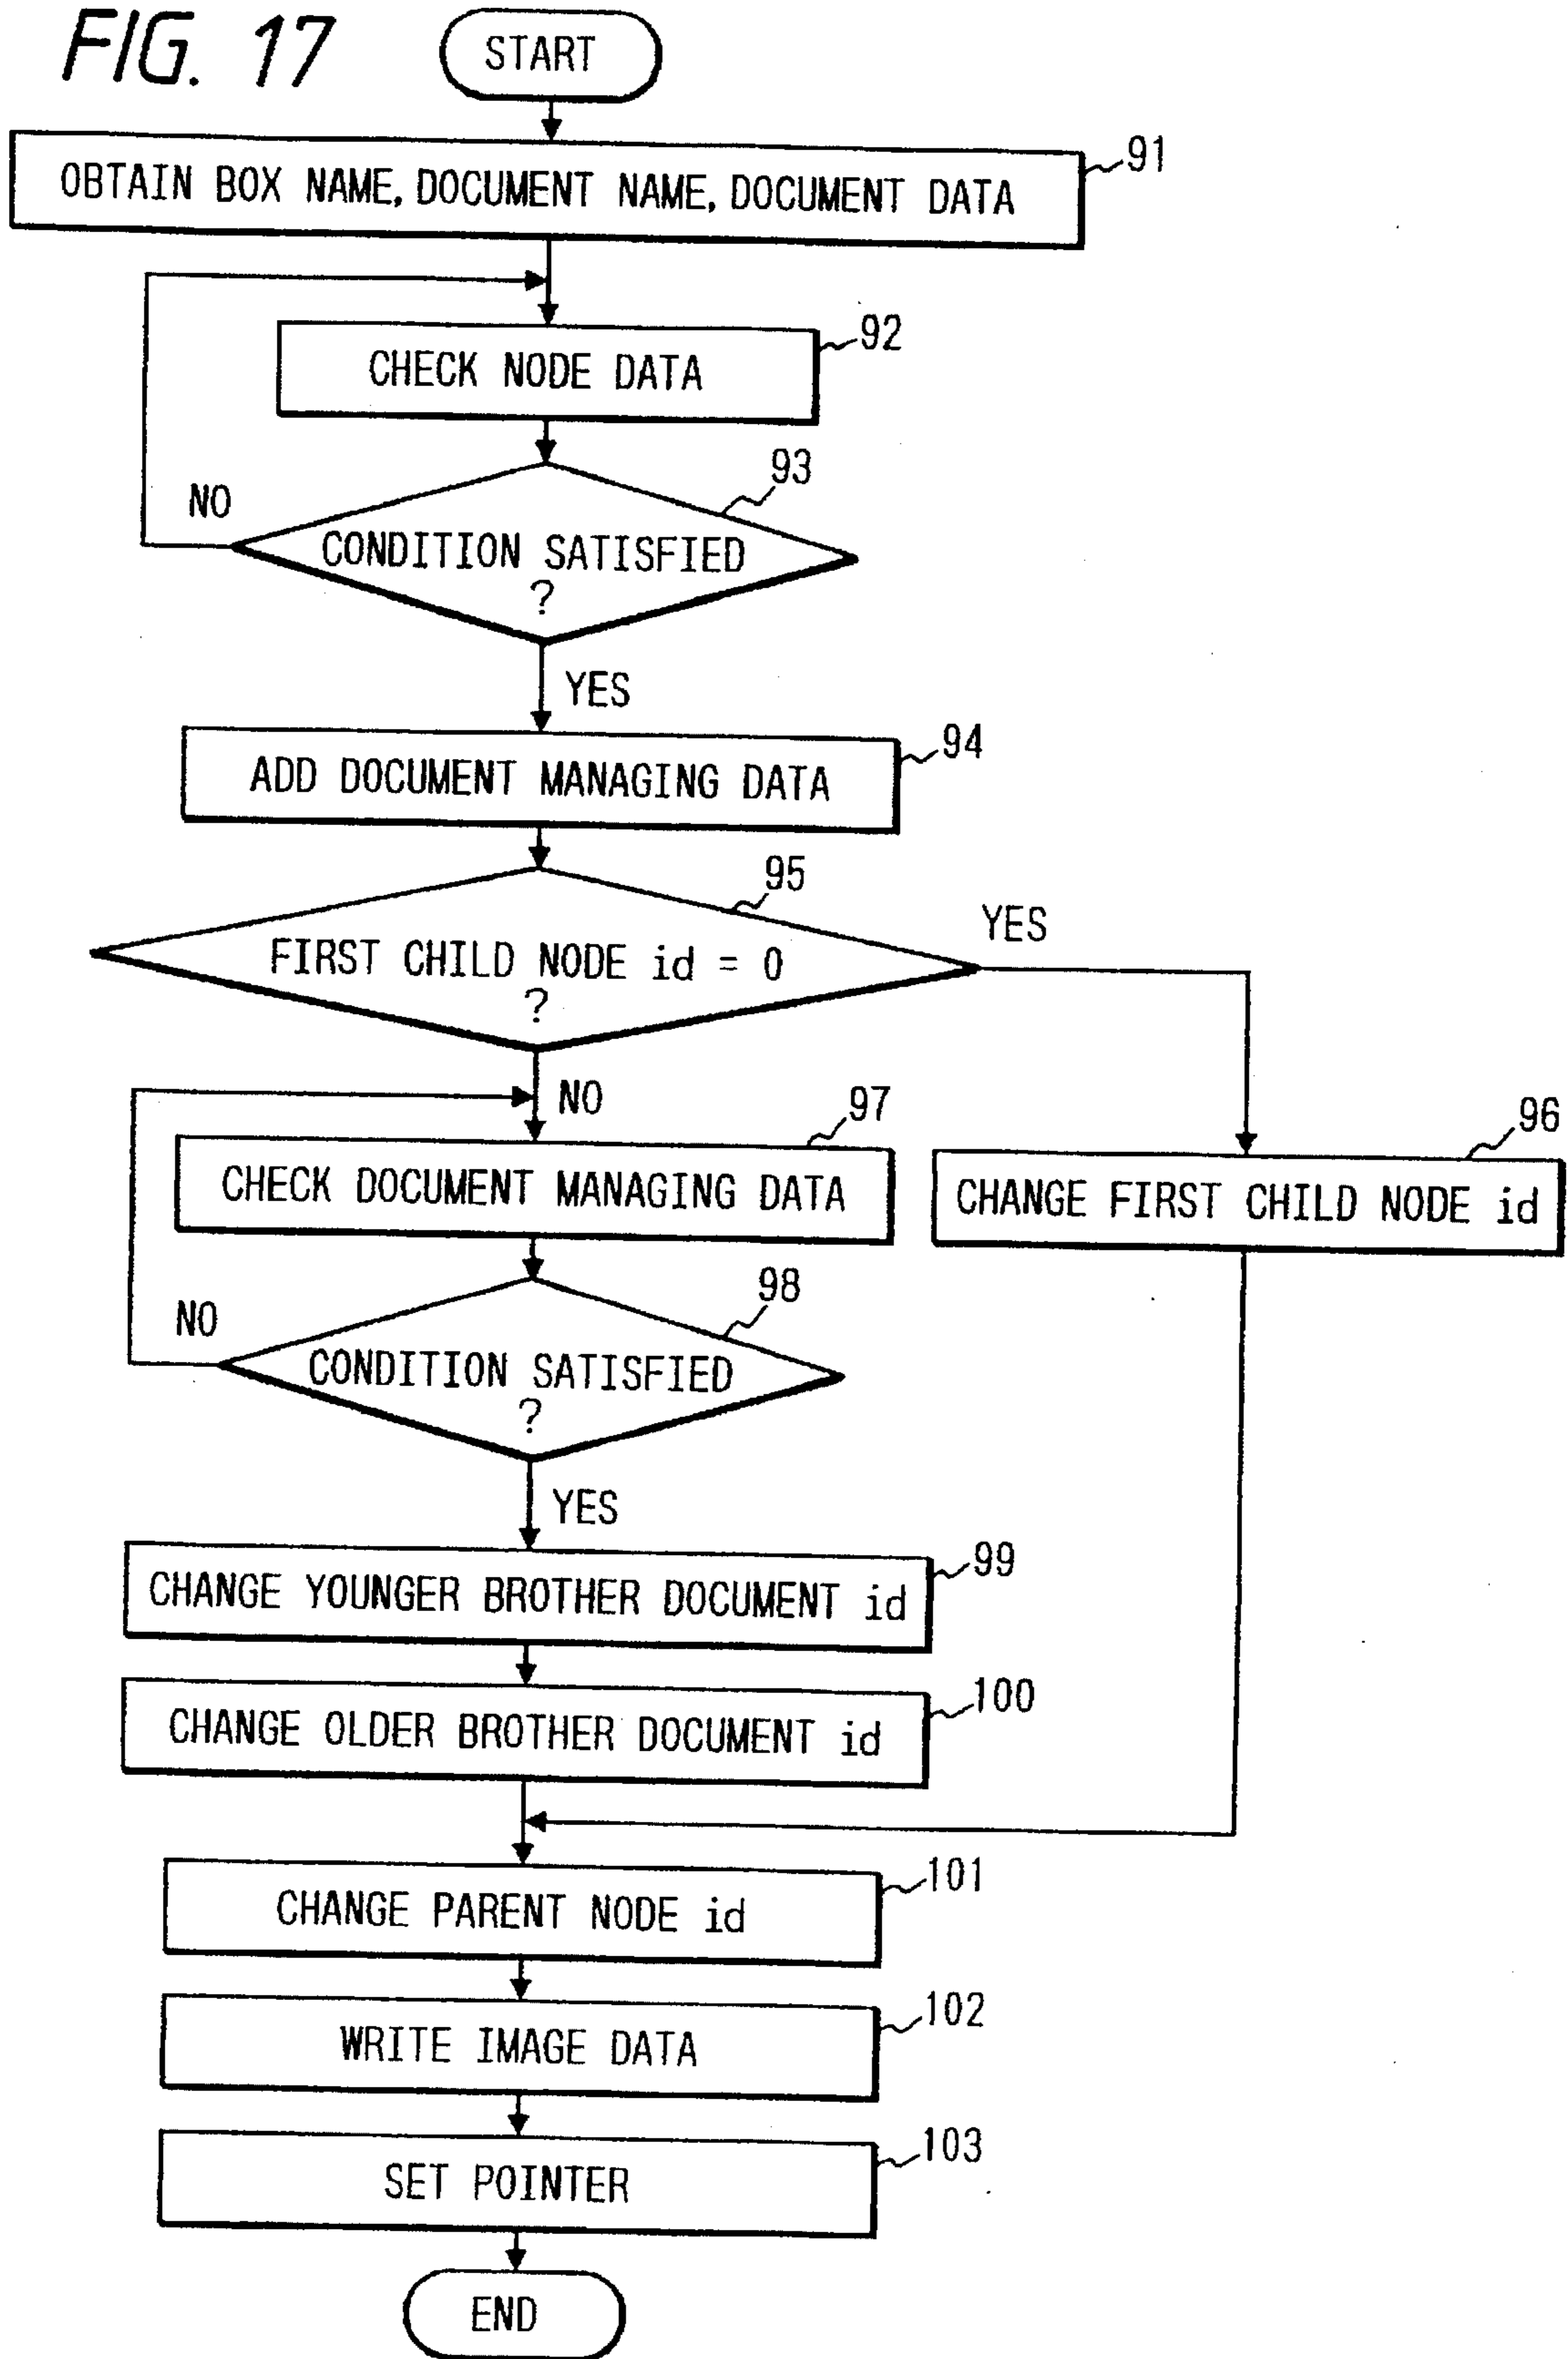 FIG. 17
START
91
OBTAIN BOX NAME, DOCUMENT NAME, DOCUMENT DATA
92
CHECK NODE DATA
93
NO
CONDITION SATISFIED
?
YES
94
ADD DOCUMENT MANAGING DATA
95
YES
FIRST CHILD NODE id = 0
?
NO
97
96
CHECK DOCUMENT MANAGING DATA
CHANGE FIRST CHILD NODE id
98
NO
CONDITION SATISFIED
?
YES
99
CHANGE YOUNGER BROTHER DOCUMENT id
100
CHANGE OLDER BROTHER DOCUMENT id
101
CHANGE PARENT NODE id
102
WRITE IMAGE DATA
103
SET POINTER
END